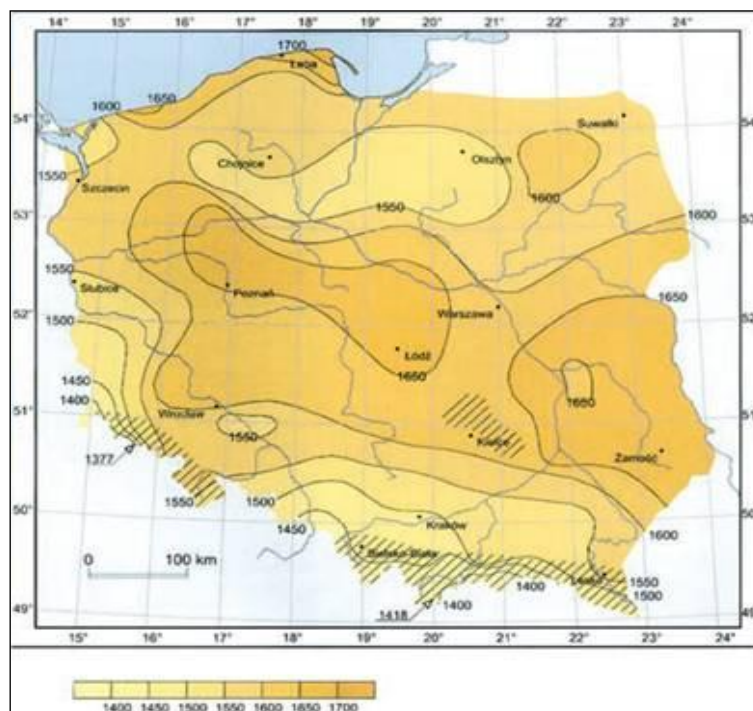 14° 15° 16° 17° 18° 19° 20° 21° 22° 23° 24°
1700
Łeba
1650
1600
54°
Suwałki
Chojnice
Olsztyn
1550
Szczecin
1550
1600
1600
53°
1550
Słubice
Poznań
1650
Warszawa
52°
1500
Łódź
1650
1450
1400
51°
Wrocław
1550
Kielce
Zamość
1377
1550
1500
50°
Kraków
1600
1450
0 100 km
Bielsko-Biała
Lesko
1550
1400
1500
1400
49°
1418
15° 16° 17° 18° 19° 20° 21° 22° 23° 24°
1400 1450 1500 1550 1600 1650 1700